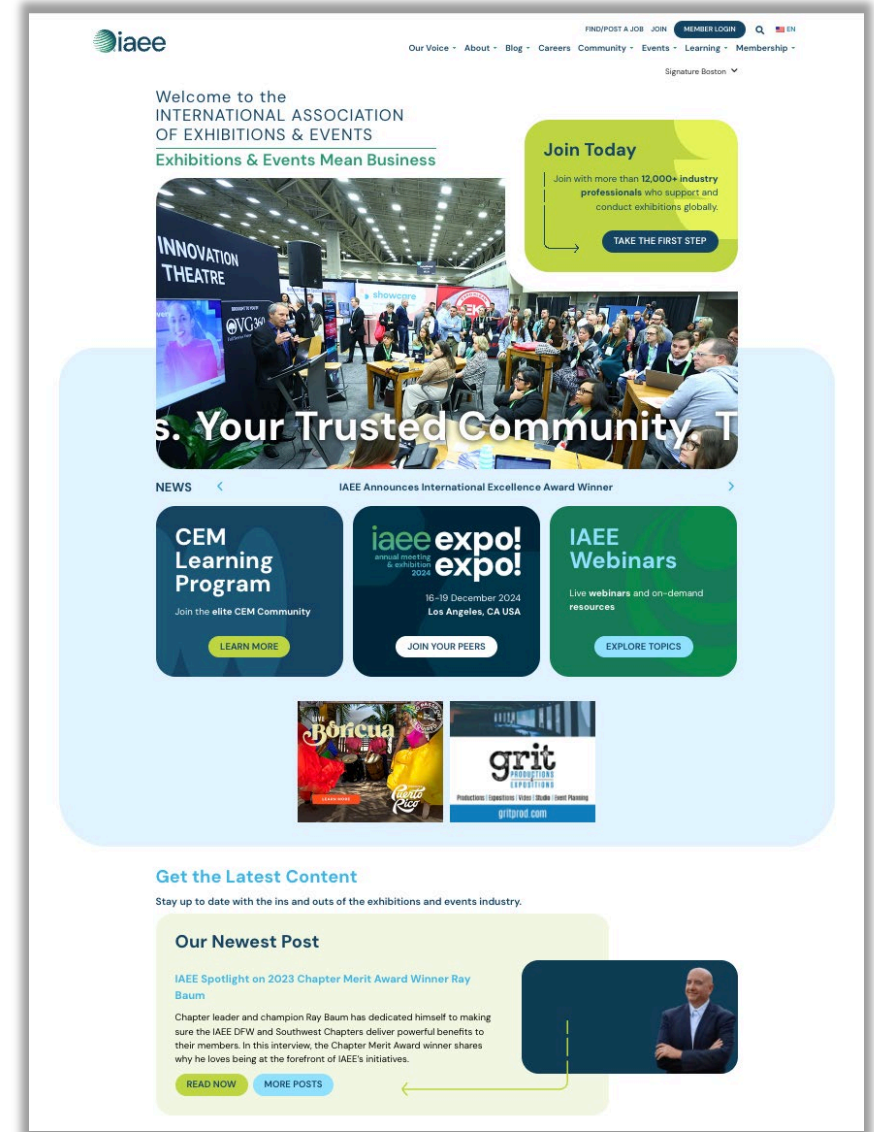 iaee
FIND/POST A JOB JOIN MEMBER LOGIN EN
Our Voice About Blog Careers Community Events Learning Membership
Signature Boston
Welcome to the
INTERNATIONAL ASSOCIATION
OF EXHIBITIONS & EVENTS
Exhibitions & Events Mean Business
Join Today
Join with more than 12,000+ industry
professionals who support and
conduct exhibitions globally.
TAKE THE FIRST STEP
INNOVATION
THEATRE
BROUGHT TO YOU BY
VG360
showcare
s. Your Trusted Community. T
NEWS
IAEE Announces International Excellence Award Winner
CEM
Learning
Program
Join the elite CEM Community
LEARN MORE
iaee expo!
annual meeting
& exhibition
2024
expo!
16-19 December 2024
Los Angeles, CA USA
JOIN YOUR PEERS
IAEE
Webinars
Live webinars and on-demand
resources
EXPLORE TOPICS
LIVE
Boricua
LEARN MORE
Puerto
Rico
grit
PRODUCTIONS
EXPOSITIONS
Productions | Expositions | Video | Studio | Event Planning
gritprod.com
Get the Latest Content
Stay up to date with the ins and outs of the exhibitions and events industry.
Our Newest Post
IAEE Spotlight on 2023 Chapter Merit Award Winner Ray
Baum
Chapter leader and champion Ray Baum has dedicated himself to making
sure the IAEE DFW and Southwest Chapters deliver powerful benefits to
their members. In this interview, the Chapter Merit Award winner shares
why he loves being at the forefront of IAEE's initiatives.
READ NOW MORE POSTS